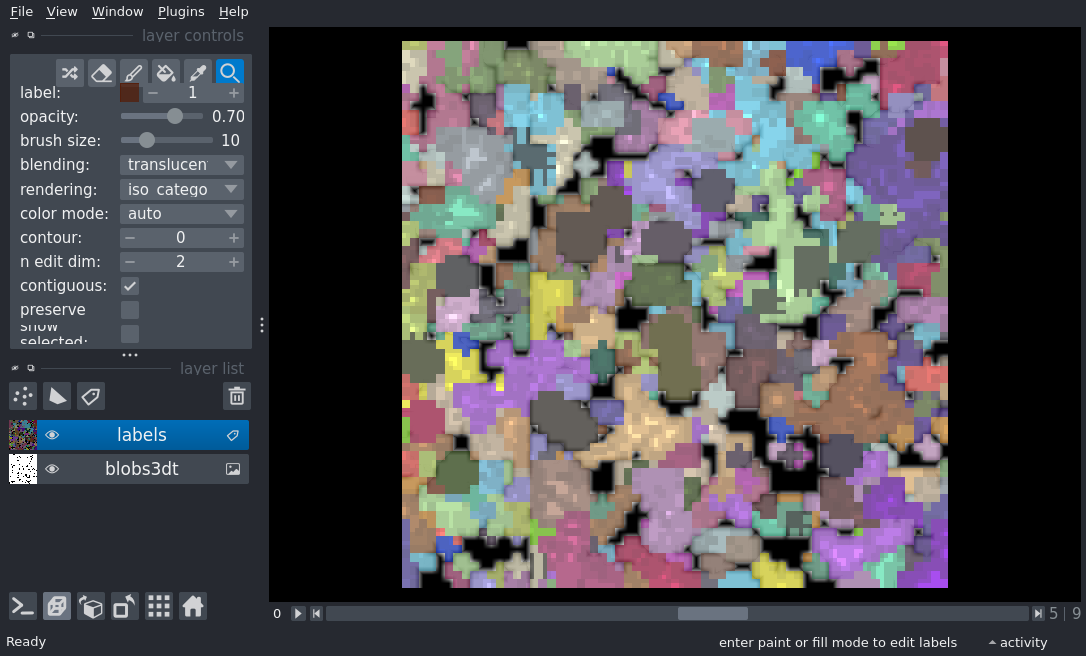 File View Window Plugins Help
layer controls
label: 1
opacity: 0.70
brush size: 10
blending: translucen
rendering: iso_catego
color mode: auto
contour: 0
n edit dim: 2
contiguous:
preserve
show
selected:
layer list
labels
blobs3dt
0 5 | 9
Ready enter paint or fill mode to edit labels activity